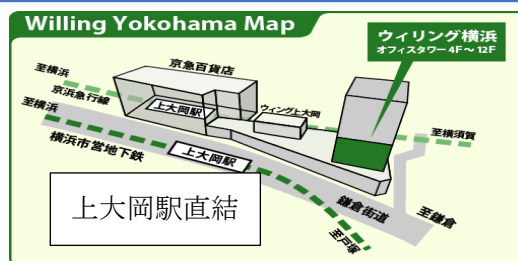 Willing Yokohama Map
ウィリング横浜
オフィスタワー4F～12F
京急百貨店
至横浜
京浜急行線
至横浜
上大岡駅
ウィング上大岡
至横須賀
横浜市営地下鉄
上大岡駅
上大岡駅直結
鎌倉街道
至鎌倉
至戸塚